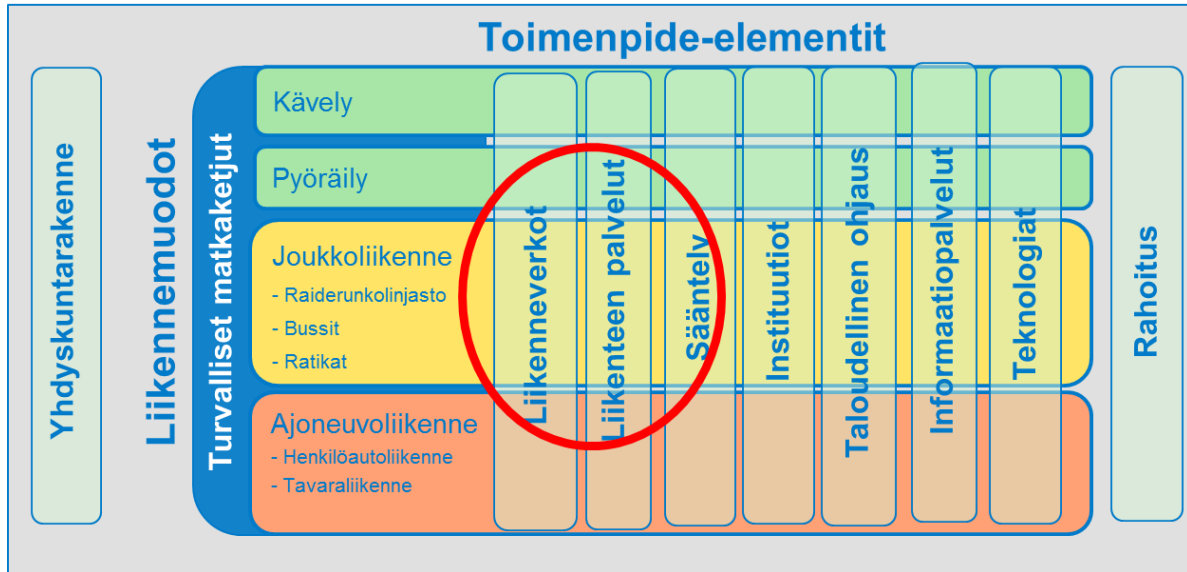 Toimenpide-elementit
Yhdyskuntarakenne
Liikennemuodot
Turvalliset matkaketjut
Kävely
Pyöräily
Joukkoliikenne
- Raiderunkolinjasto
- Bussit
- Ratikat
Ajoneuvoliikenne
- Henkilöautoliikenne
- Tavaraliikenne
Liikenneverkot
Liikenteen palvelut
Sääntely
Instituutiot
Taloudellinen ohjaus
Informaatiopalvelut
Teknologiat
Rahoitus